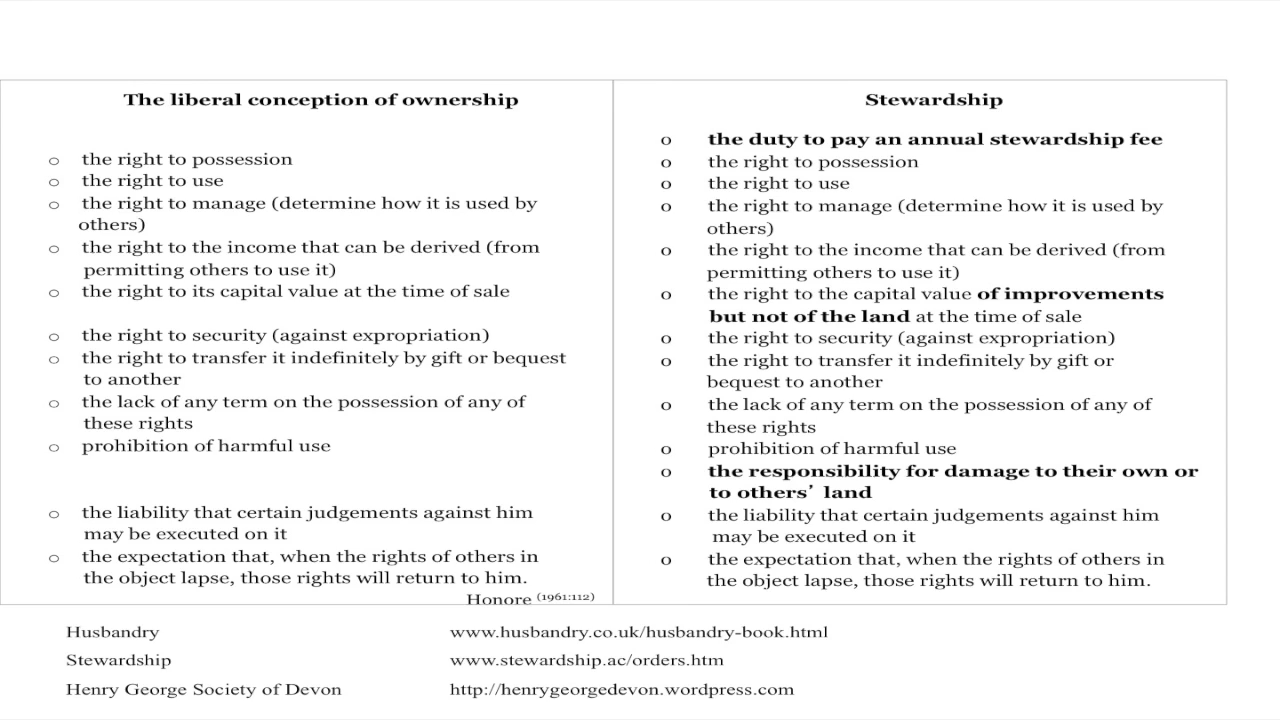 The liberal conception of ownership
o the right to possession
o the right to use
o the right to manage (determine how it is used by
others)
o the right to the income that can be derived (from
permitting others to use it)
o the right to its capital value at the time of sale
o the right to security (against expropriation)
o the right to transfer it indefinitely by gift or bequest
to another
o the lack of any term on the possession of any of
these rights
o prohibition of harmful use
o the liability that certain judgements against him
may be executed on it
o the expectation that, when the rights of others in
the object lapse, those rights will return to him.
Honore (1961:112)
Stewardship
o the duty to pay an annual stewardship fee
o the right to possession
o the right to use
o the right to manage (determine how it is used by
others)
o the right to the income that can be derived (from
permitting others to use it)
o the right to the capital value of improvements
but not of the land at the time of sale
o the right to security (against expropriation)
o the right to transfer it indefinitely by gift or
bequest to another
o the lack of any term on the possession of any of
these rights
o prohibition of harmful use
o the responsibility for damage to their own or
to others’ land
o the liability that certain judgements against him
may be executed on it
o the expectation that, when the rights of others in
the object lapse, those rights will return to him.
Husbandry www.husbandry.co.uk/husbandry-book.html
Stewardship www.stewardship.ac/orders.htm
Henry George Society of Devon http://henrygeorgedevon.wordpress.com